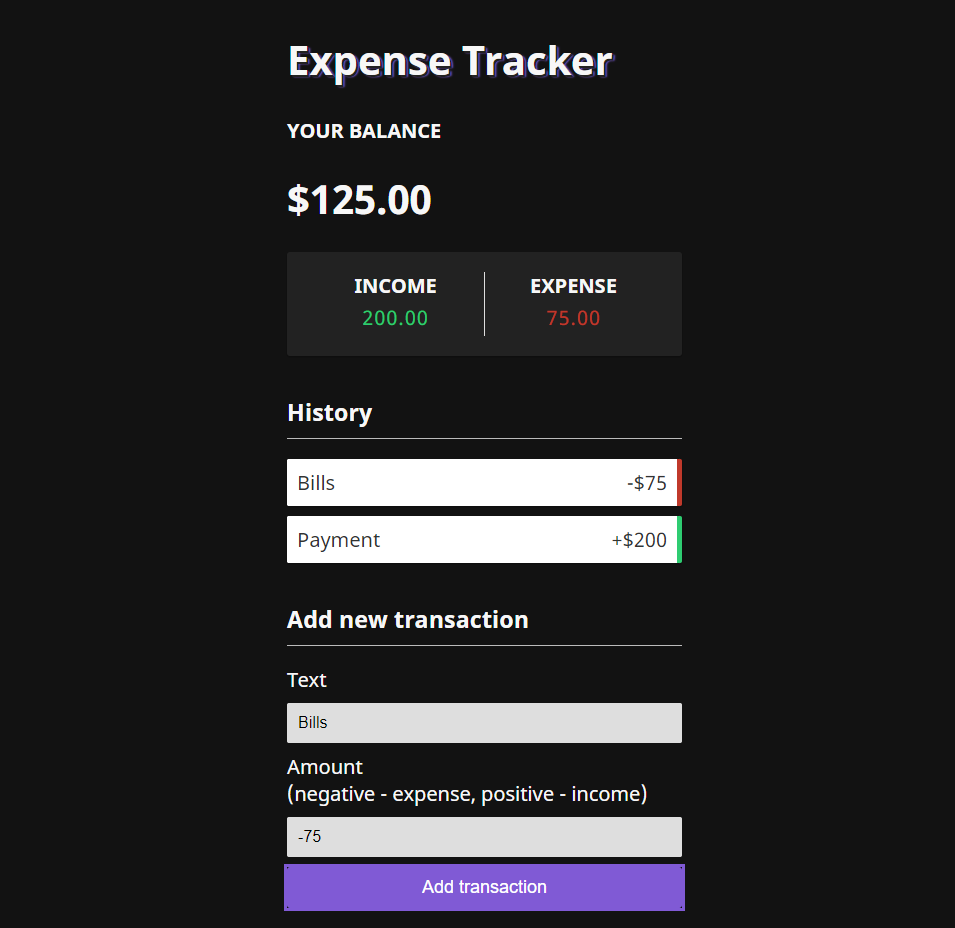 Expense Tracker
YOUR BALANCE
$125.00
INCOME EXPENSE
200.00 75.00
History
Bills -$75
Payment +$200
Add new transaction
Text
Bills
Amount
(negative - expense, positive - income)
-75
Add transaction